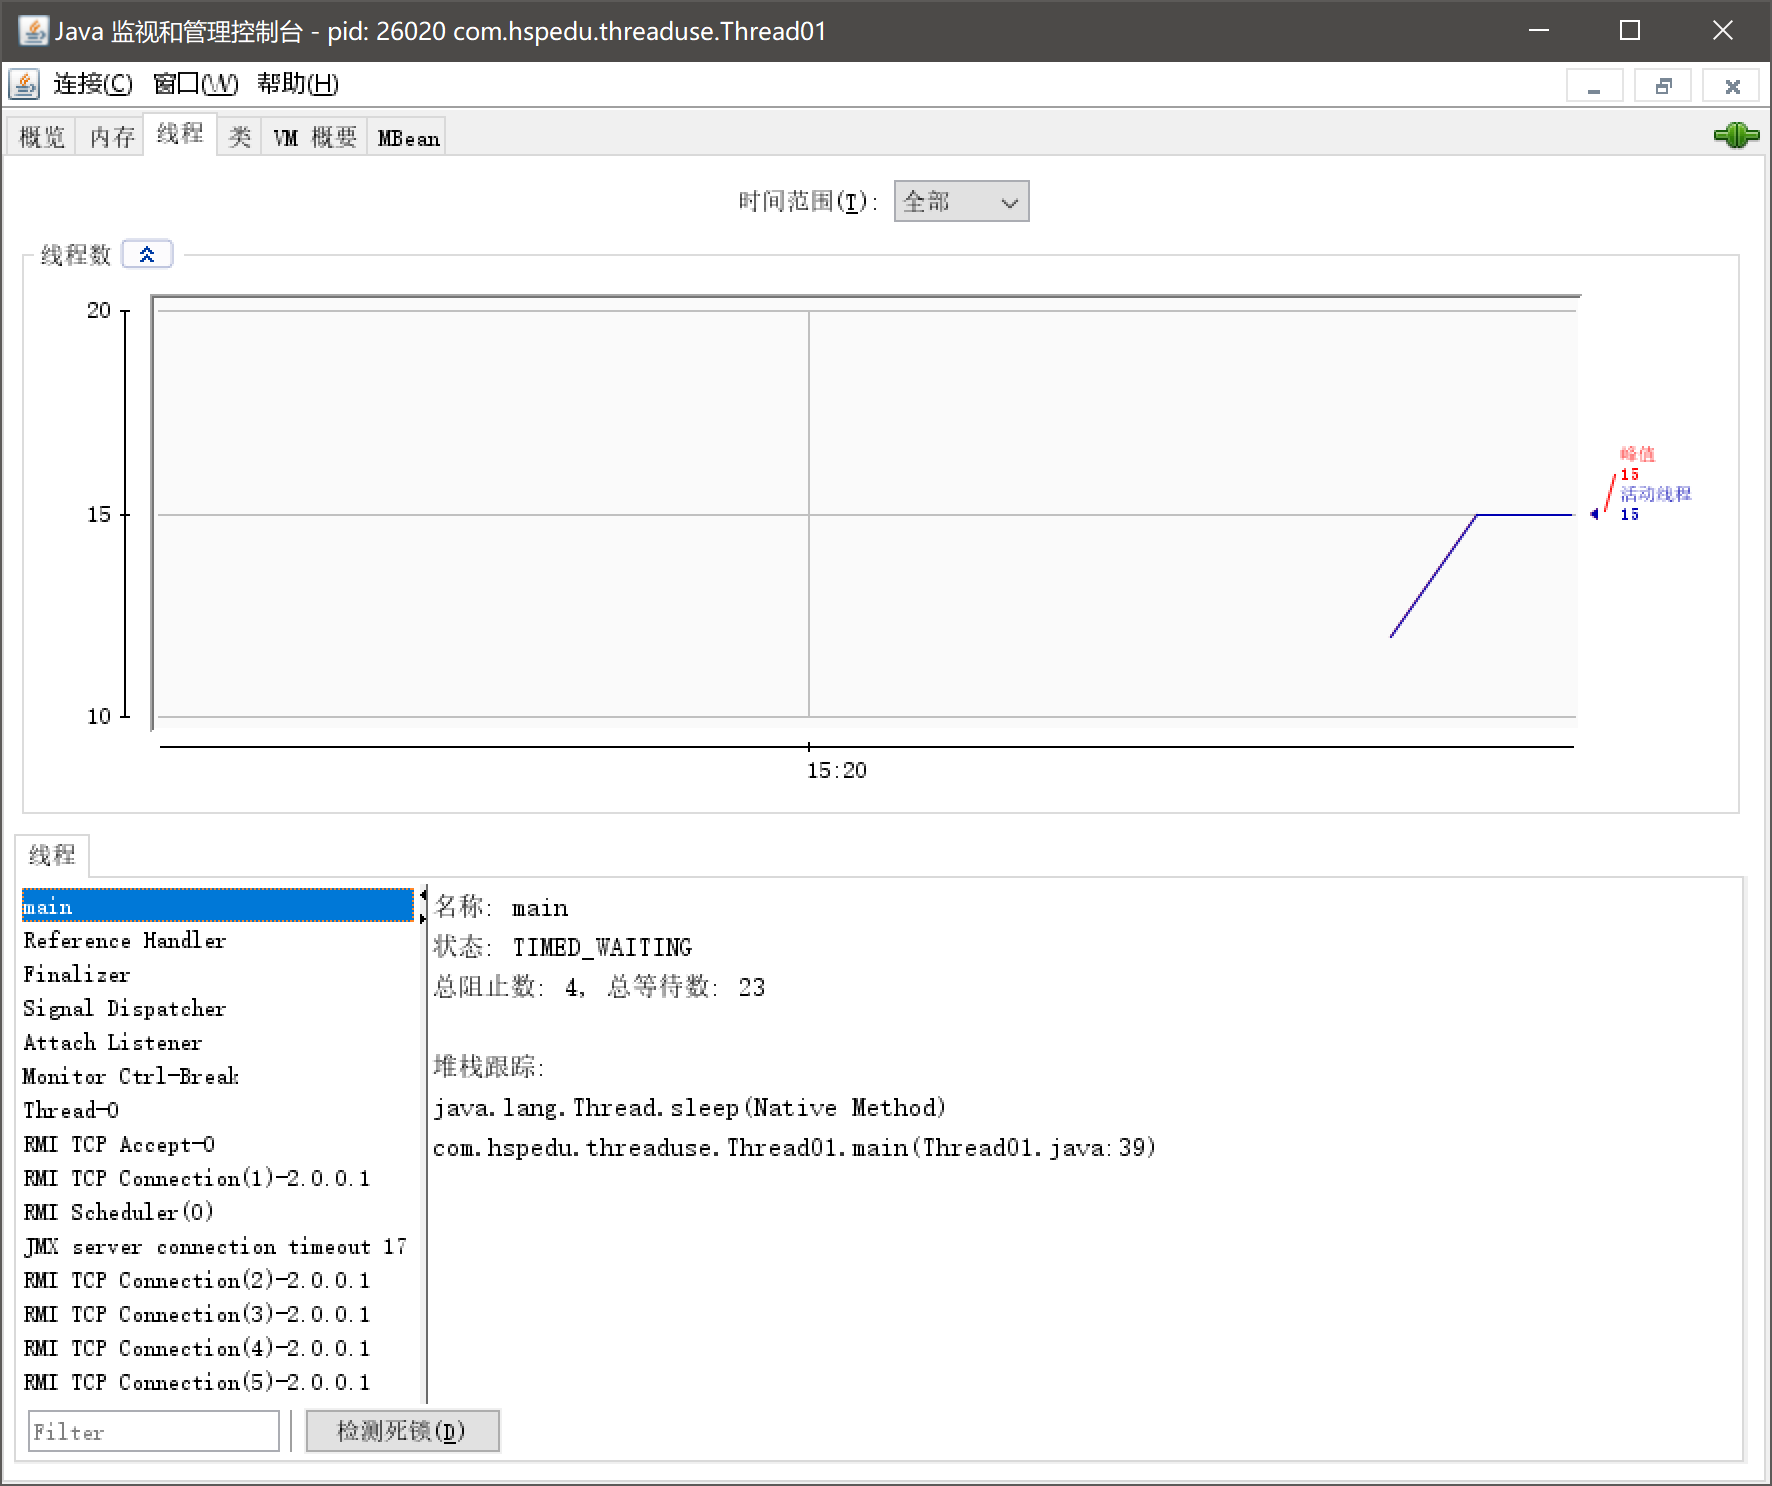 Java 监视和管理控制台 - pid: 26020 com.hspedu.threaduse.Thread01
连接(C) 窗口(W) 帮助(H)
概览 内存 线程 类 VM 概要 MBean
时间范围(T): 全部
线程数
20
15
10
15:20
峰值
15
活动线程
15
线程
main
Reference Handler
Finalizer
Signal Dispatcher
Attach Listener
Monitor Ctrl-Break
Thread-0
RMI TCP Accept-0
RMI TCP Connection(1)-2.0.0.1
RMI Scheduler(0)
JMX server connection timeout 17
RMI TCP Connection(2)-2.0.0.1
RMI TCP Connection(3)-2.0.0.1
RMI TCP Connection(4)-2.0.0.1
RMI TCP Connection(5)-2.0.0.1
名称: main
状态: TIMED_WAITING
总阻止数: 4, 总等待数: 23
堆栈跟踪:
java.lang.Thread.sleep(Native Method)
com.hspedu.threaduse.Thread01.main(Thread01.java:39)
Filter 检测死锁(D)